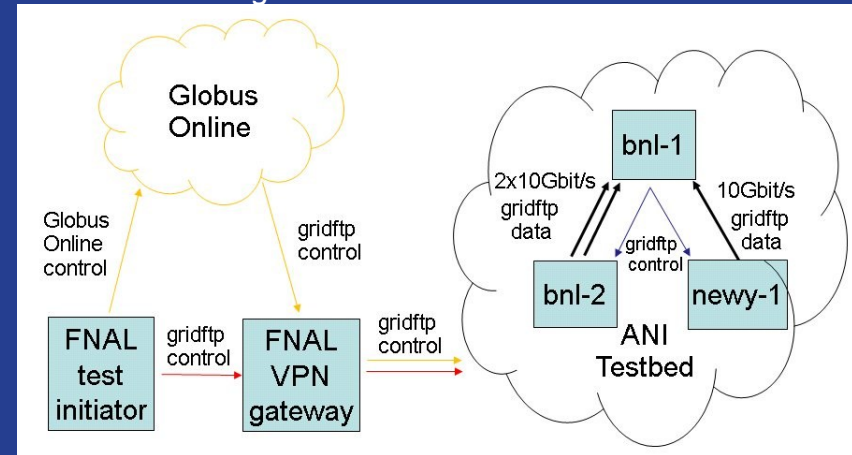 Globus
Online
Globus
Online
control
gridftp
control
FNAL
test
initiator
gridftp
control
FNAL
VPN
gateway
gridftp
control
bnl-1
2x10Gbit/s
gridftp
data
10Gbit/s
gridftp
data
gridftp
control
bnl-2
newy-1
ANI
Testbed